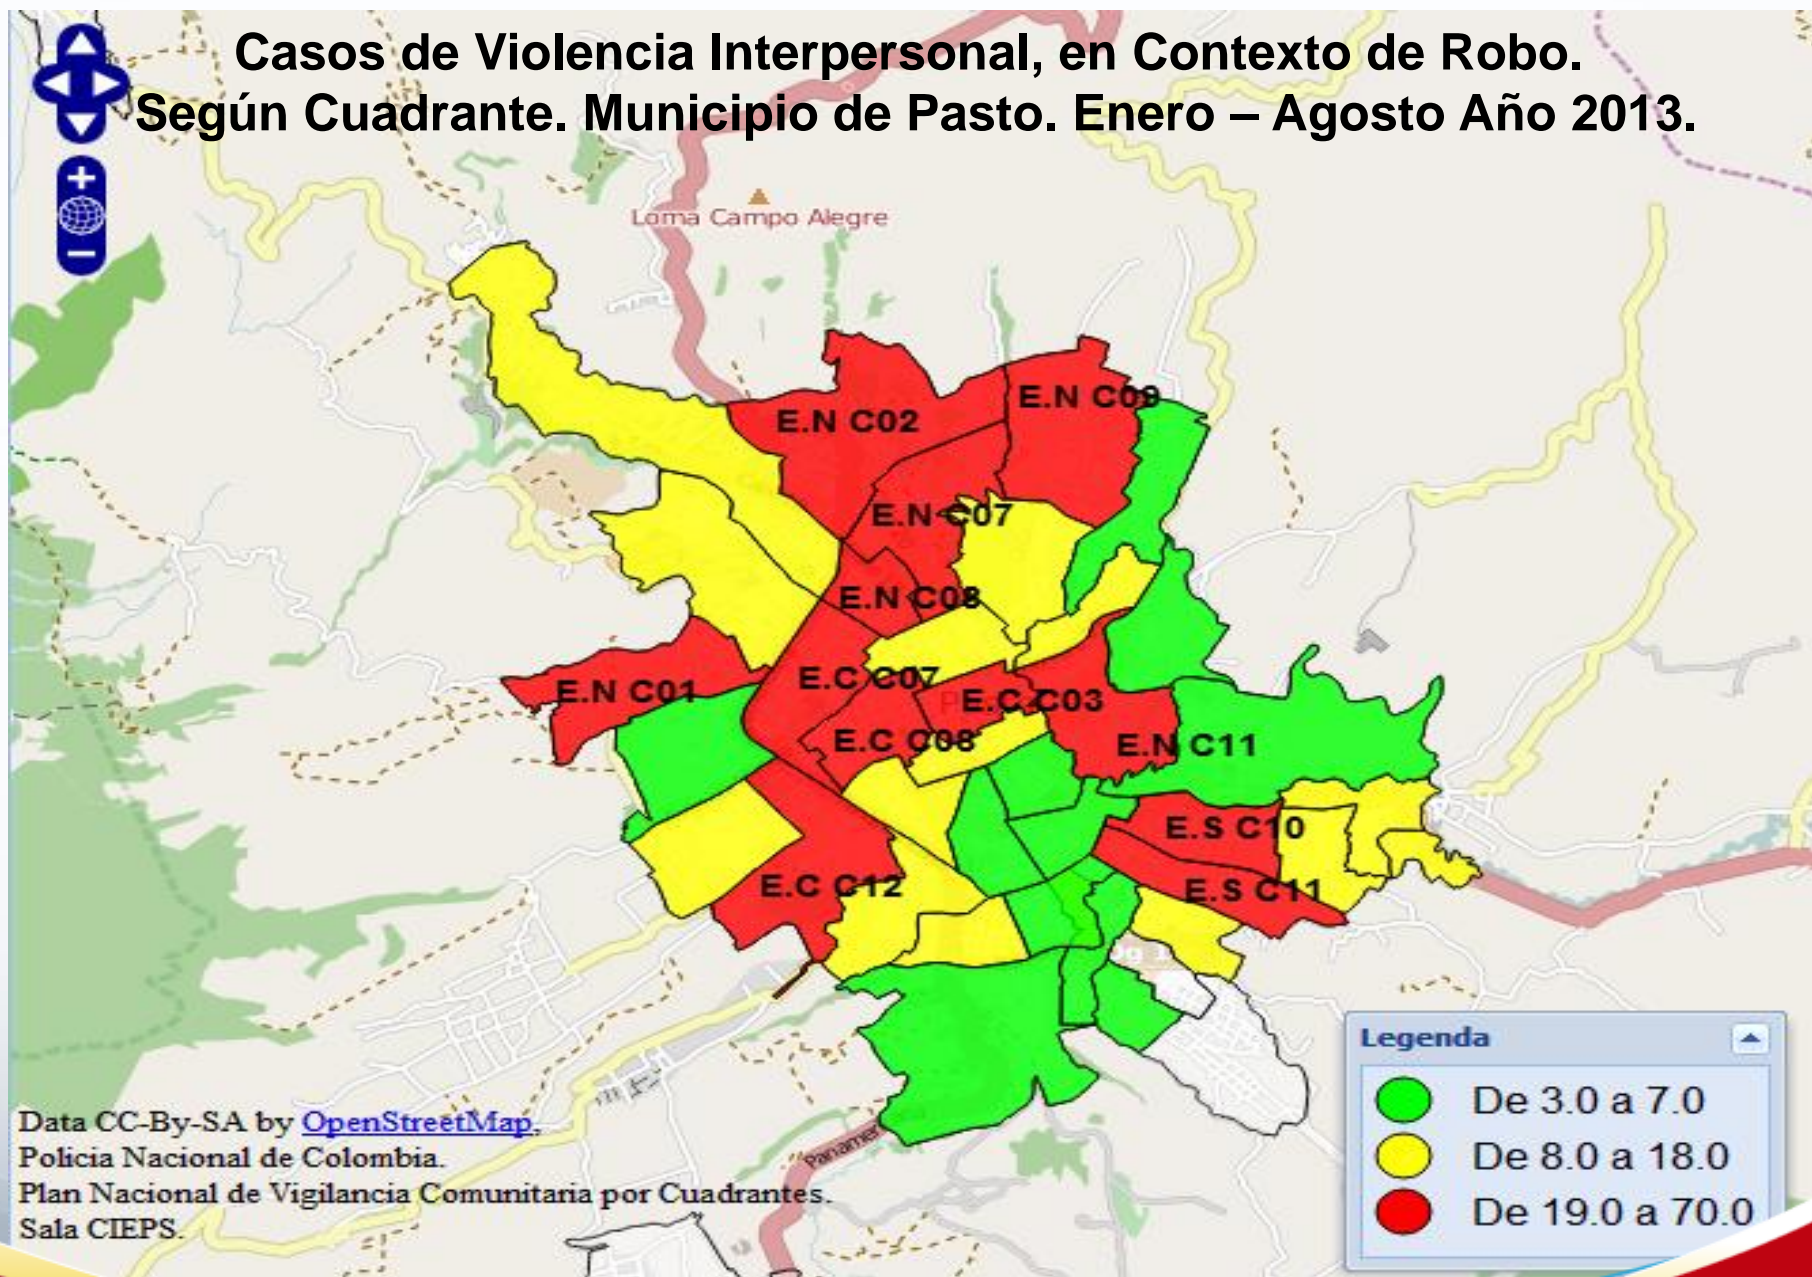 Casos de Violencia Interpersonal, en Contexto de Robo.
Según Cuadrante. Municipio de Pasto. Enero – Agosto Año 2013.
Loma Campo Alegre
E.N C09
E.N C02
E.N C07
E.N C08
E.C C07
E.N C01
E.C C03
E.C C08
E.N C11
E.S C10
E.C C12
E.S C11
Legenda
De 3.0 a 7.0
De 8.0 a 18.0
De 19.0 a 70.0
Data CC-By-SA by OpenStreetMap,
Policia Nacional de Colombia.
Plan Nacional de Vigilancia Comunitaria por Cuadrantes.
Sala CIEPS.